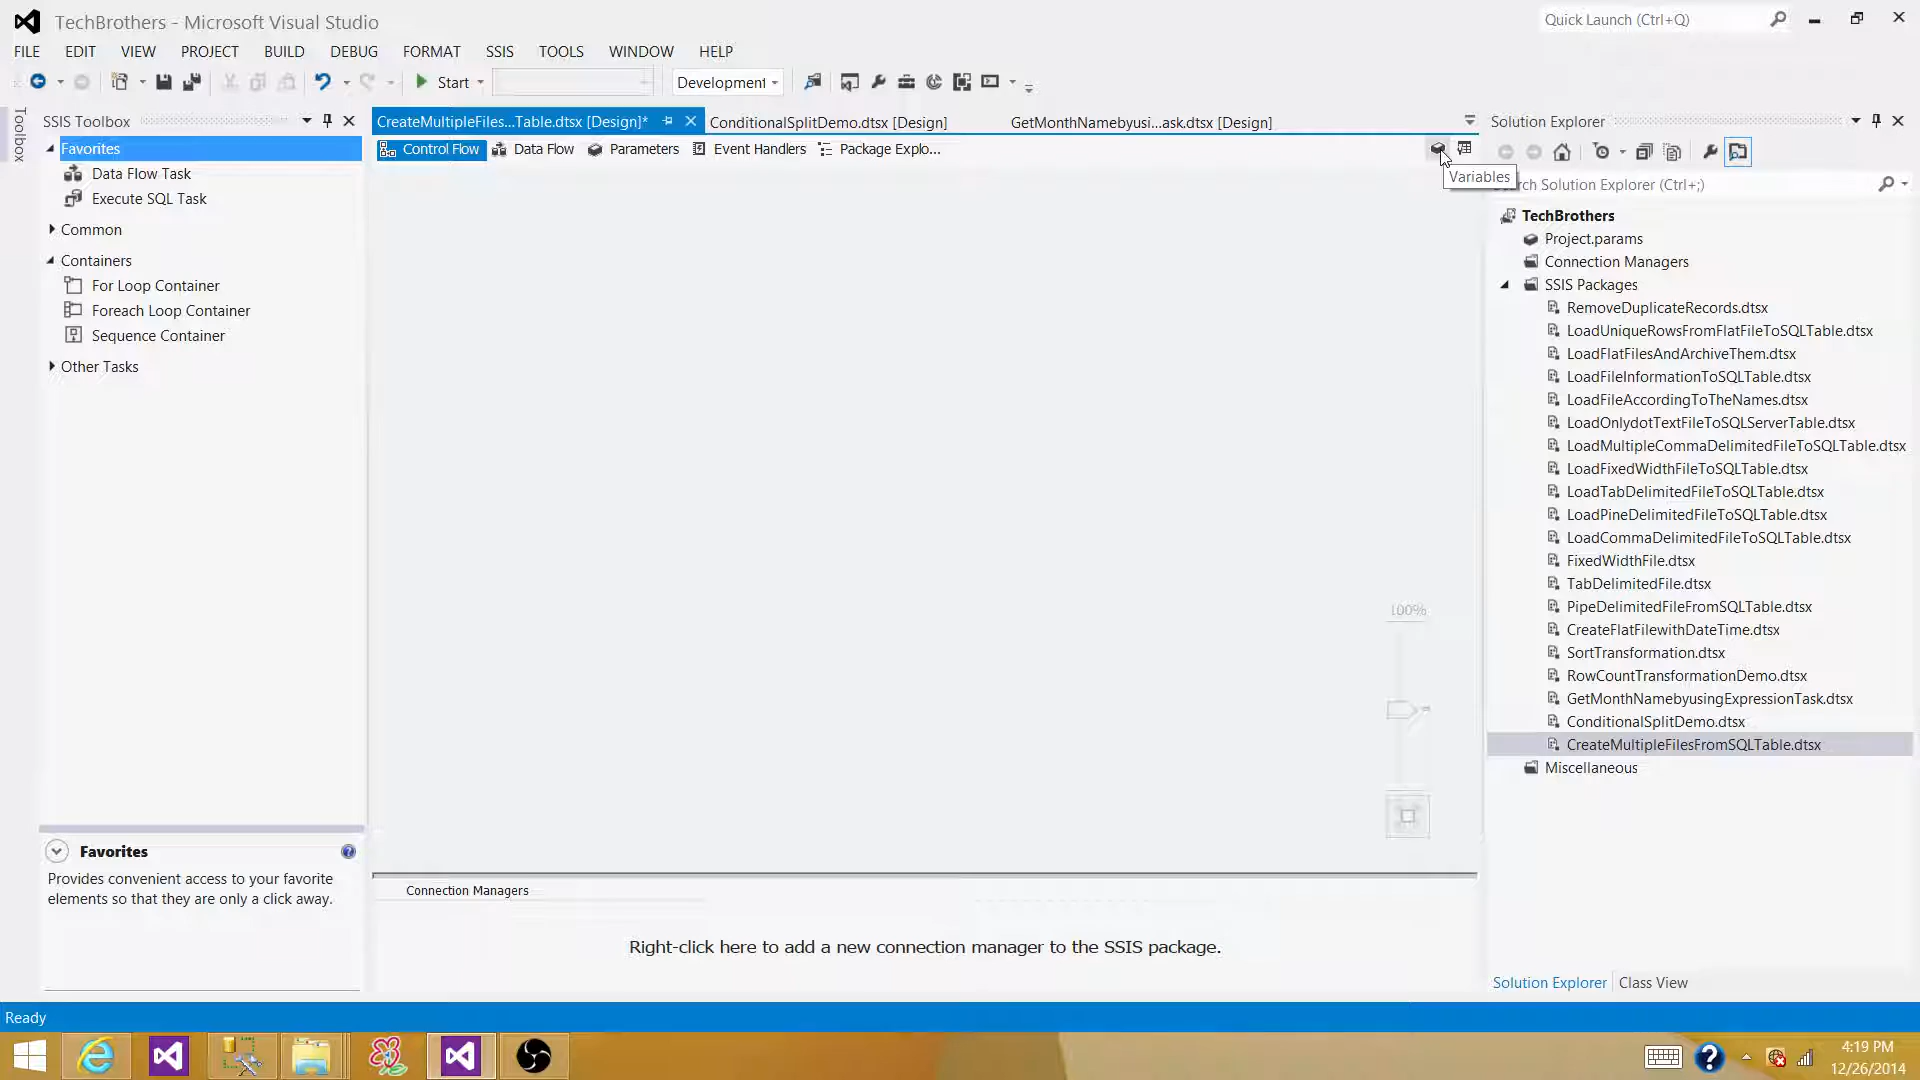 TechBrothers - Microsoft Visual Studio
Quick Launch (Ctrl+Q)
FILE EDIT VIEW PROJECT BUILD DEBUG FORMAT SSIS TOOLS WINDOW HELP
Start Development
Toolbox
SSIS Toolbox
Favorites
Data Flow Task
Execute SQL Task
Common
Containers
For Loop Container
Foreach Loop Container
Sequence Container
Other Tasks
Favorites
Provides convenient access to your favorite
elements so that they are only a click away.
CreateMultipleFiles...Table.dtsx [Design]* ConditionalSplitDemo.dtsx [Design] GetMonthNamebyusi...ask.dtsx [Design]
Control Flow Data Flow Parameters Event Handlers Package Explo...
Variables
100%
Connection Managers
Right-click here to add a new connection manager to the SSIS package.
Solution Explorer
rch Solution Explorer (Ctrl+;)
TechBrothers
Project.params
Connection Managers
SSIS Packages
RemoveDuplicateRecords.dtsx
LoadUniqueRowsFromFlatFileToSQLTable.dtsx
LoadFlatFilesAndArchiveThem.dtsx
LoadFileInformationToSQLTable.dtsx
LoadFileAccordingToTheNames.dtsx
LoadOnlydotTextFileToSQLServerTable.dtsx
LoadMultipleCommaDelimitedFileToSQLTable.dtsx
LoadFixedWidthFileToSQLTable.dtsx
LoadTabDelimitedFileToSQLTable.dtsx
LoadPineDelimitedFileToSQLTable.dtsx
LoadCommaDelimitedFileToSQLTable.dtsx
FixedWidthFile.dtsx
TabDelimitedFile.dtsx
PipeDelimitedFileFromSQLTable.dtsx
CreateFlatFilewithDateTime.dtsx
SortTransformation.dtsx
RowCountTransformationDemo.dtsx
GetMonthNamebyusingExpressionTask.dtsx
ConditionalSplitDemo.dtsx
CreateMultipleFilesFromSQLTable.dtsx
Miscellaneous
Solution Explorer Class View
Ready
4:19 PM
12/26/2014